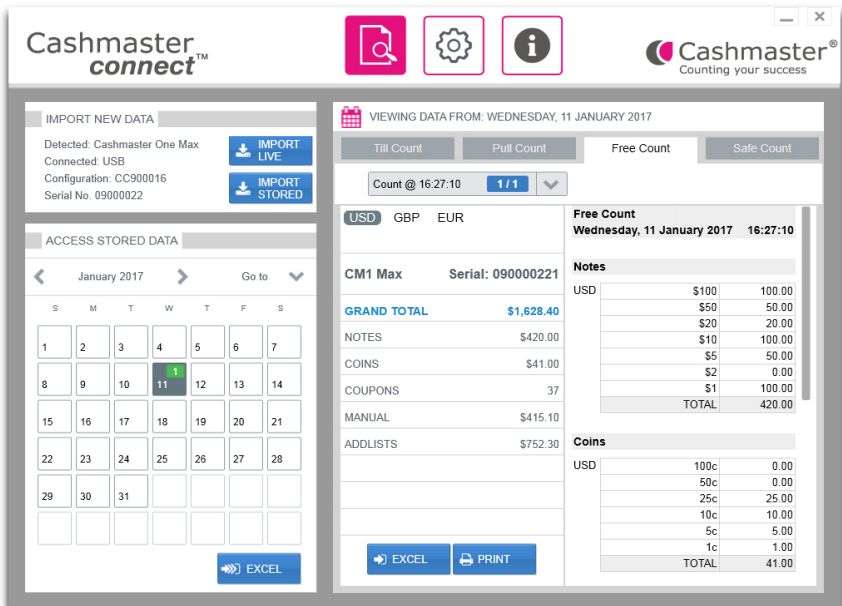 Cashmaster
connect™
Cashmaster®
Counting your success
IMPORT NEW DATA
Detected: Cashmaster One Max
Connected: USB
Configuration: CC900016
Serial No. 09000022
IMPORT
LIVE
IMPORT
STORED
ACCESS STORED DATA
January 2017
Go to
S M T W T F S
1 2 3 4 5 6 7
1
8 9 10 11 12 13 14
15 16 17 18 19 20 21
22 23 24 25 26 27 28
29 30 31
EXCEL
VIEWING DATA FROM: WEDNESDAY, 11 JANUARY 2017
Till Count Pull Count Free Count Safe Count
Count @ 16:27:10 1 / 1
USD GBP EUR
CM1 Max Serial: 090000221
GRAND TOTAL $1,628.40
NOTES $420.00
COINS $41.00
COUPONS 37
MANUAL $415.10
ADDLISTS $752.30
EXCEL
PRINT
Free Count
Wednesday, 11 January 2017 16:27:10
Notes
USD $100 100.00
$50 50.00
$20 20.00
$10 100.00
$5 50.00
$2 0.00
$1 100.00
TOTAL 420.00
Coins
USD 100c 0.00
50c 0.00
25c 25.00
10c 10.00
5c 5.00
1c 1.00
TOTAL 41.00